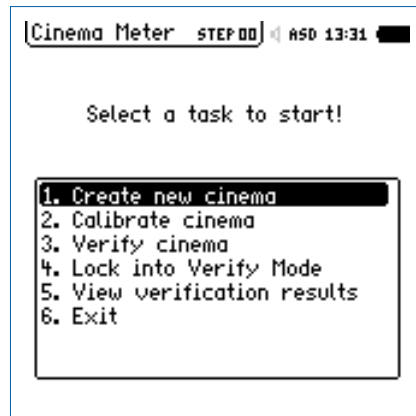 Cinema Meter STEP 00 ASD 13:31
Select a task to start!
1. Create new cinema
2. Calibrate cinema
3. Verify cinema
4. Lock into Verify Mode
5. View verification results
6. Exit